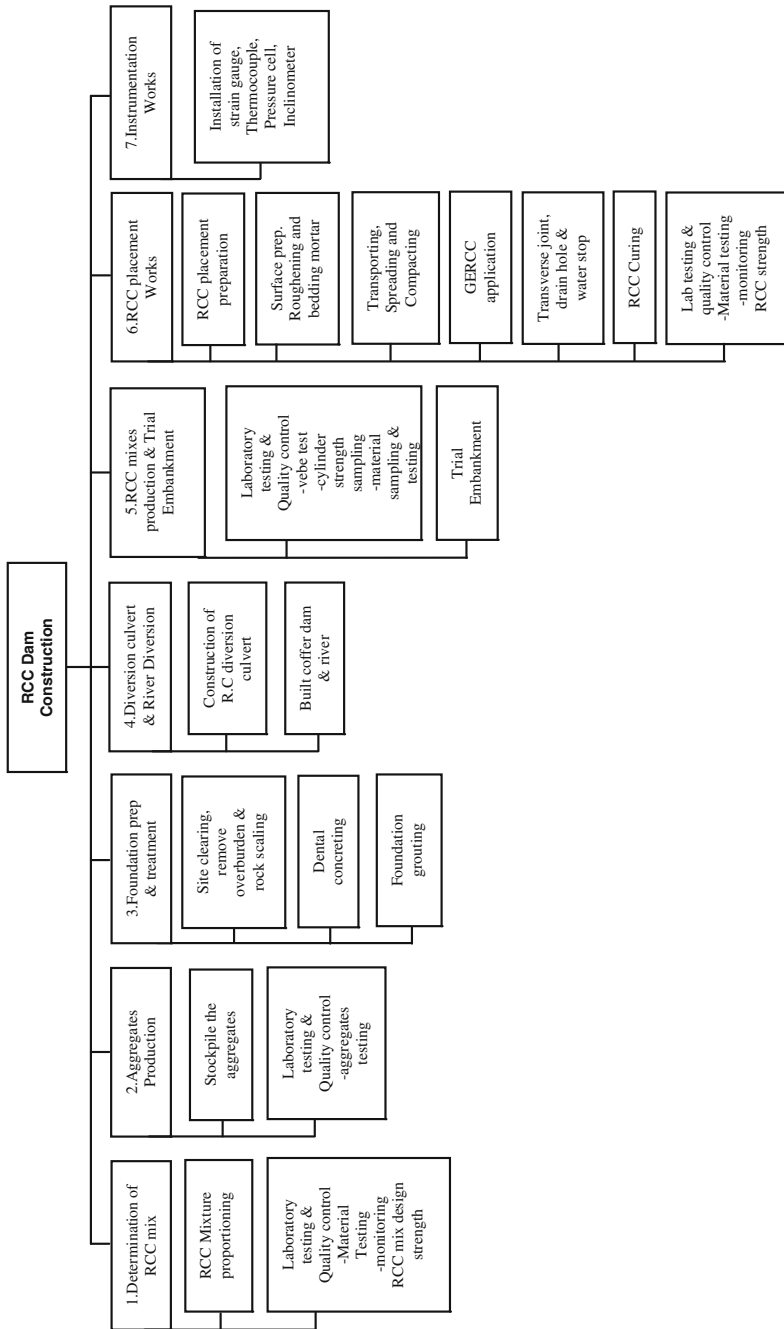 RCC Dam
Construction
1.Determination of
RCC mix
RCC Mixture
proportioning
Laboratory
testing &
Quality control
-Material
Testing
-monitoring
RCC mix design
strength
2.Aggregates
Production
Stockpile the
aggregates
Laboratory
testing &
Quality control
-aggregates
testing
3.Foundation prep
& treatment
Site clearing,
remove
overburden &
rock scaling
Dental
concreting
Foundation
grouting
4.Diversion culvert
& River Diversion
Construction of
R.C diversion
culvert
Built coffer dam
& river
5.RCC mixes
production & Trial
Embankment
Laboratory
testing &
Quality control
-vebe test
-cylinder
strength
sampling
-material
sampling &
testing
Trial
Embankment
6.RCC placement
Works
RCC placement
preparation
Surface prep.
Roughening and
bedding mortar
Transporting,
Spreading and
Compacting
GERCC
application
Transverse joint,
drain hole &
water stop
RCC Curing
Lab testing &
quality control
-Material testing
-monitoring
RCC strength
7.Instrumentation
Works
Installation of
strain gauge,
Thermocouple,
Pressure cell,
Inclinometer